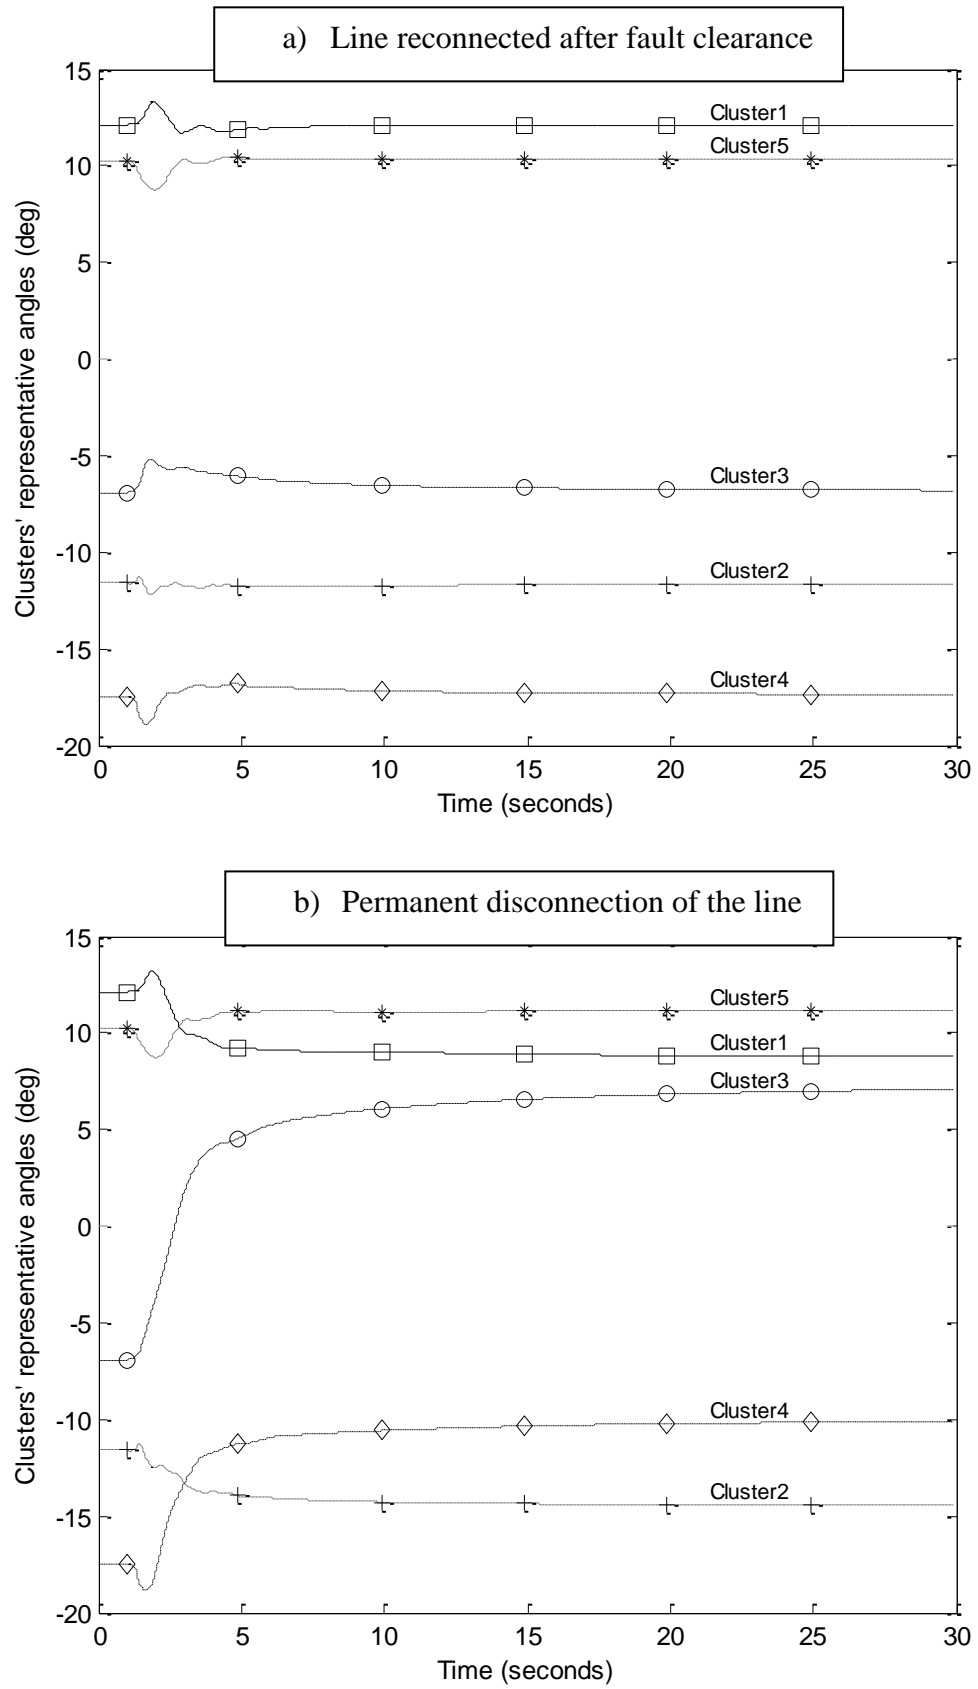 a) Line reconnected after fault clearance
15
10
5
0
-5
-10
-15
-20
Clusters' representative angles (deg)
Cluster1
Cluster5
Cluster3
Cluster2
Cluster4
0 5 10 15 20 25 30
Time (seconds)
b) Permanent disconnection of the line
15
10
5
0
-5
-10
-15
-20
Clusters' representative angles (deg)
Cluster5
Cluster1
Cluster3
Cluster4
Cluster2
0 5 10 15 20 25 30
Time (seconds)